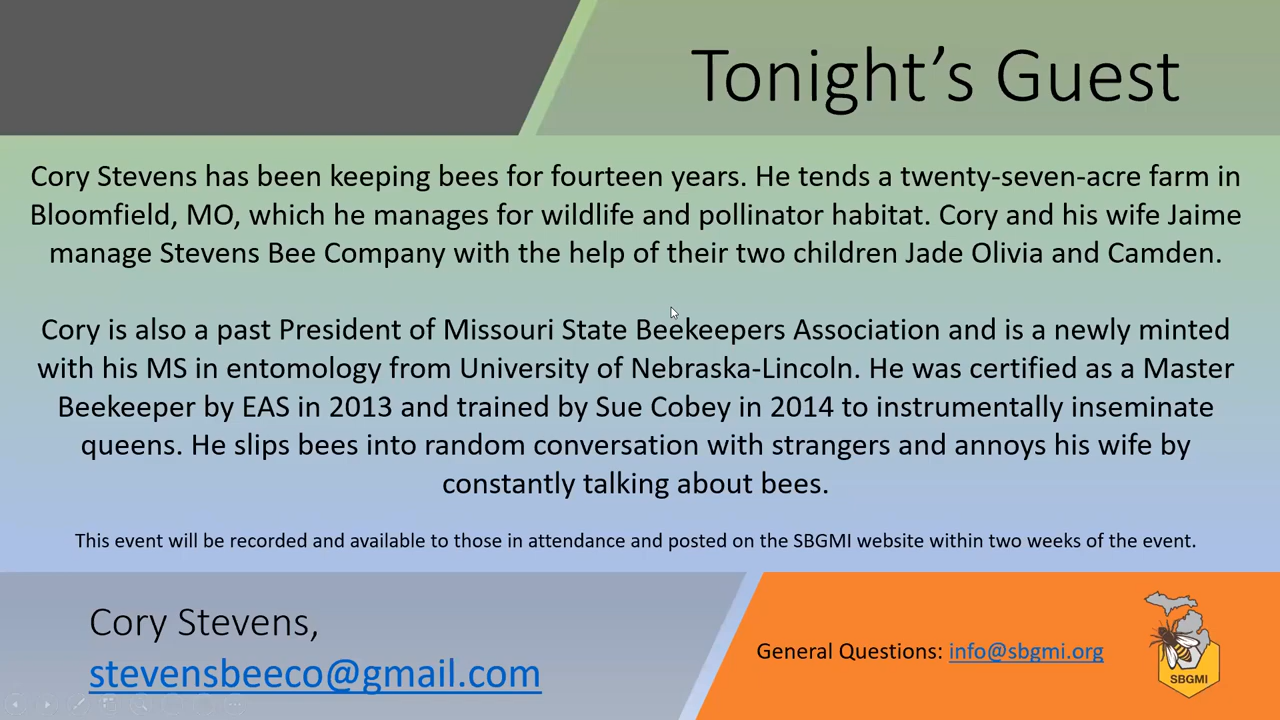 Tonight’s Guest
Cory Stevens has been keeping bees for fourteen years. He tends a twenty-seven-acre farm in
Bloomfield, MO, which he manages for wildlife and pollinator habitat. Cory and his wife Jaime
manage Stevens Bee Company with the help of their two children Jade Olivia and Camden.
Cory is also a past President of Missouri State Beekeepers Association and is a newly minted
with his MS in entomology from University of Nebraska-Lincoln. He was certified as a Master
Beekeeper by EAS in 2013 and trained by Sue Cobey in 2014 to instrumentally inseminate
queens. He slips bees into random conversation with strangers and annoys his wife by
constantly talking about bees.
This event will be recorded and available to those in attendance and posted on the SBGMI website within two weeks of the event.
Cory Stevens,
stevensbeeco@gmail.com
General Questions: info@sbgmi.org
SBGMI